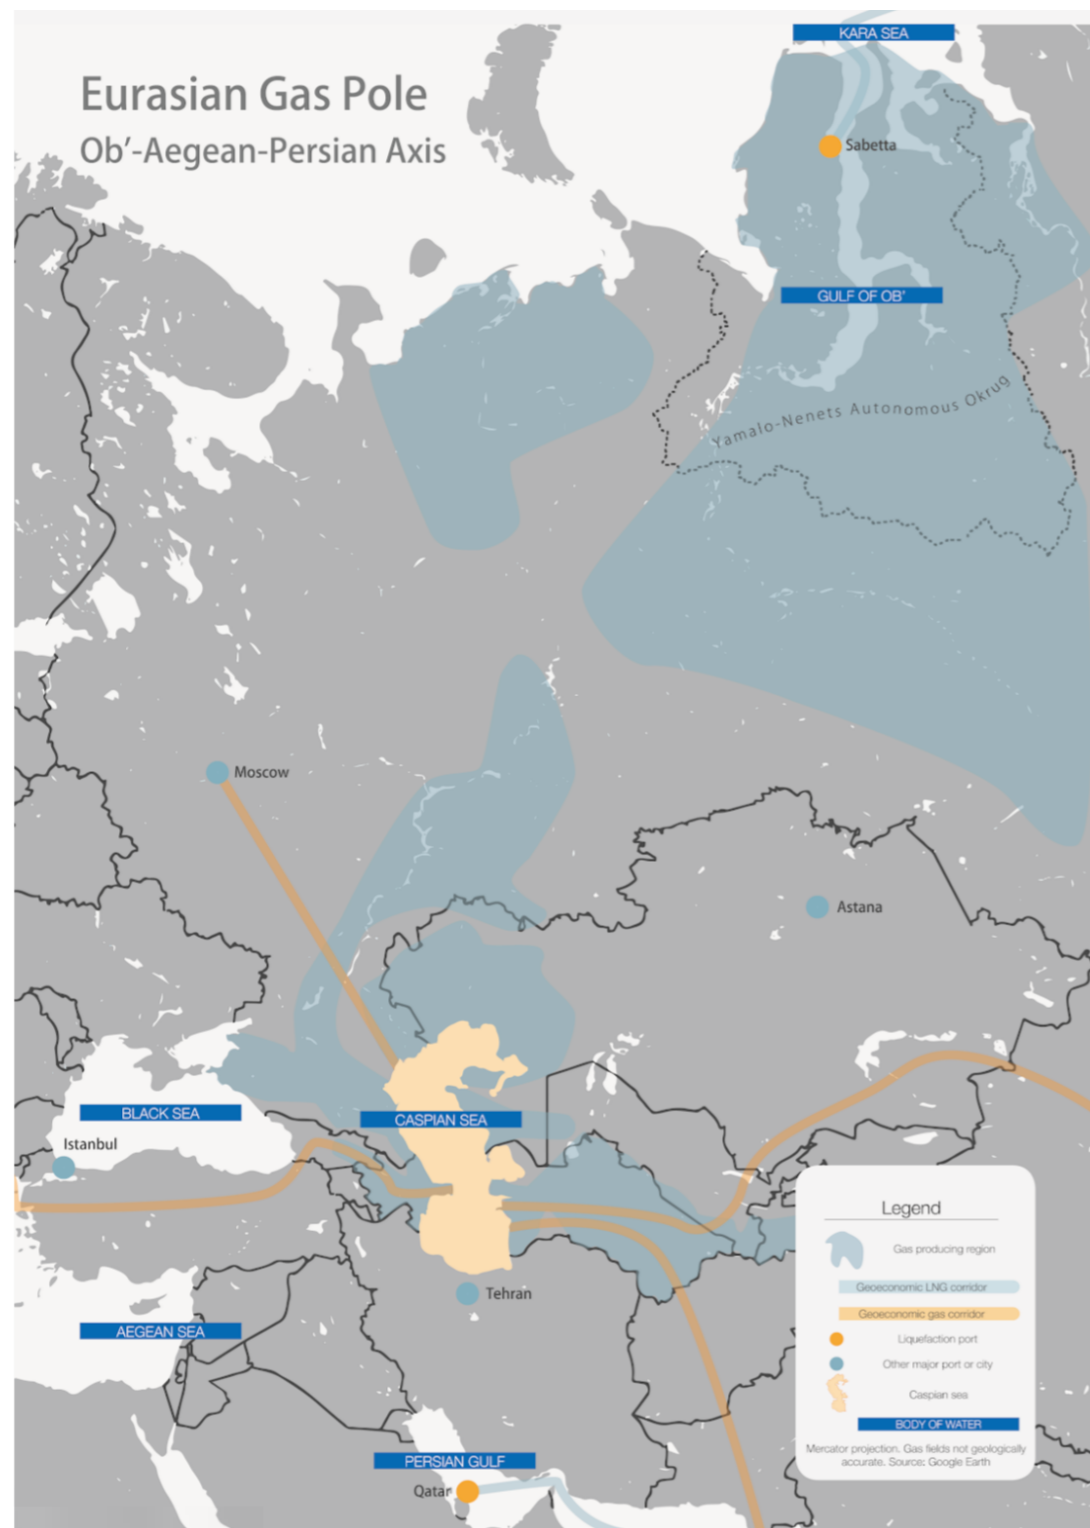 KARA SEA
Eurasian Gas Pole
Ob'-Aegean-Persian Axis
Sabetta
GULF OF OB'
Yamalo-Nenets Autonomous Okrug
Moscow
Astana
BLACK SEA
CASPIAN SEA
Istanbul
Tehran
AEGEAN SEA
PERSIAN GULF
Qatar
Legend
Gas producing region
Geoeconomic LNG corridor
Geoeconomic gas corridor
Liquefaction port
Other major port or city
Caspian sea
BODY OF WATER
Mercator projection. Gas fields not geologically
accurate. Source: Google Earth